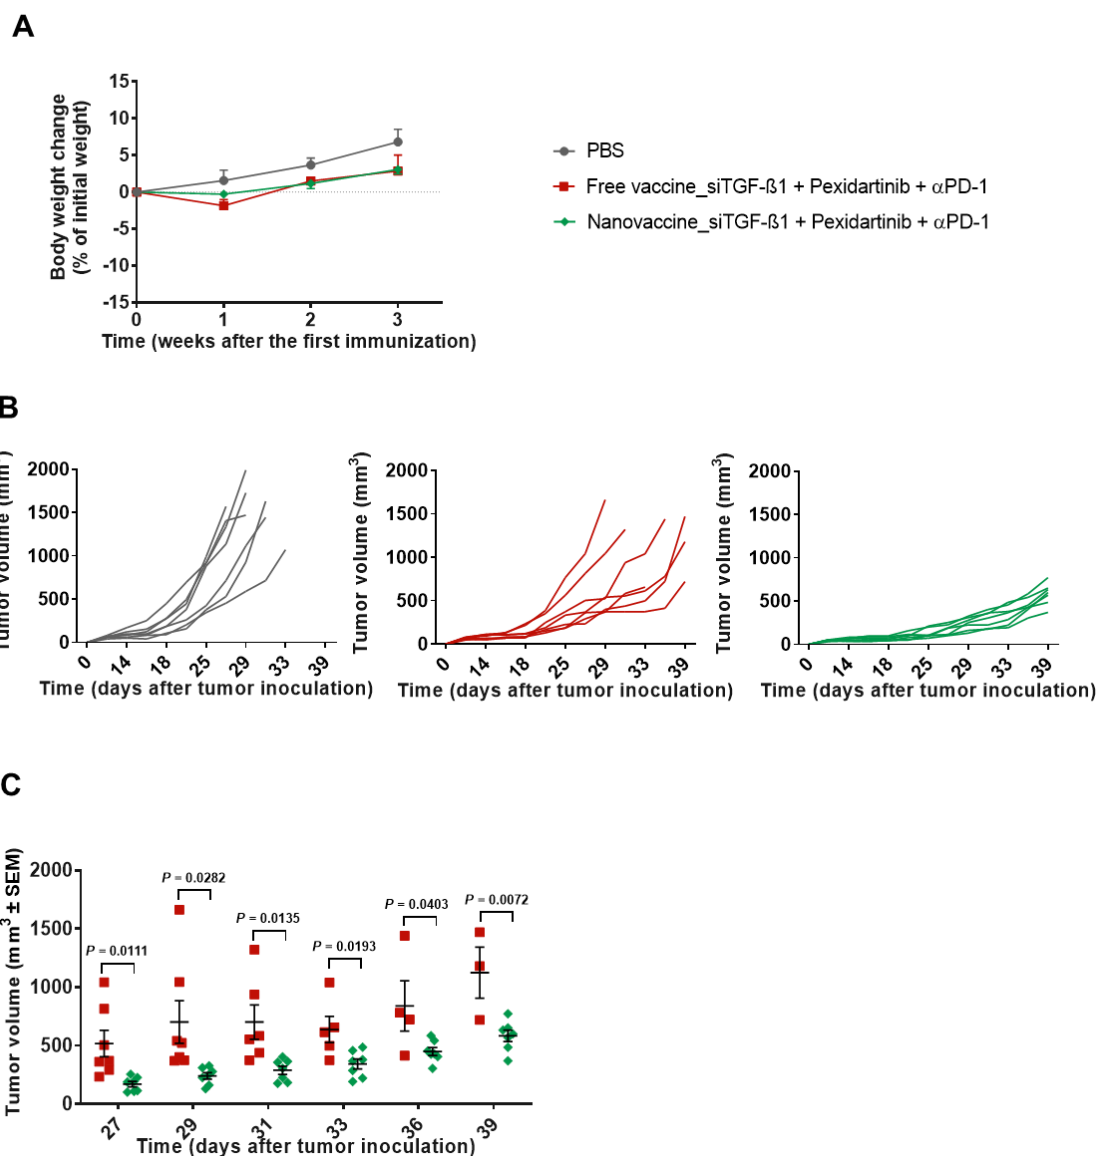 A
Body weight change
(% of initial weight)
15
10
5
0
-5
-10
-15
0 1 2 3
Time (weeks after the first immunization)
PBS
Free vaccine_siTGF-ß1 + Pexidartinib + αPD-1
Nanovaccine_siTGF-ß1 + Pexidartinib + αPD-1
B
Tumor volume (mm³)
2000
1500
1000
500
0
0 14 18 25 29 33 39
Time (days after tumor inoculation)
Tumor volume (mm³)
2000
1500
1000
500
0
0 14 18 25 29 33 39
Time (days after tumor inoculation)
Tumor volume (mm³)
2000
1500
1000
500
0
0 14 18 25 29 33 39
Time (days after tumor inoculation)
C
Tumor volume (mm³ ± SEM)
2000
1500
1000
500
0
P = 0.0111
P = 0.0282
P = 0.0135
P = 0.0193
P = 0.0403
P = 0.0072
27 29 31 33 36 39
Time (days after tumor inoculation)